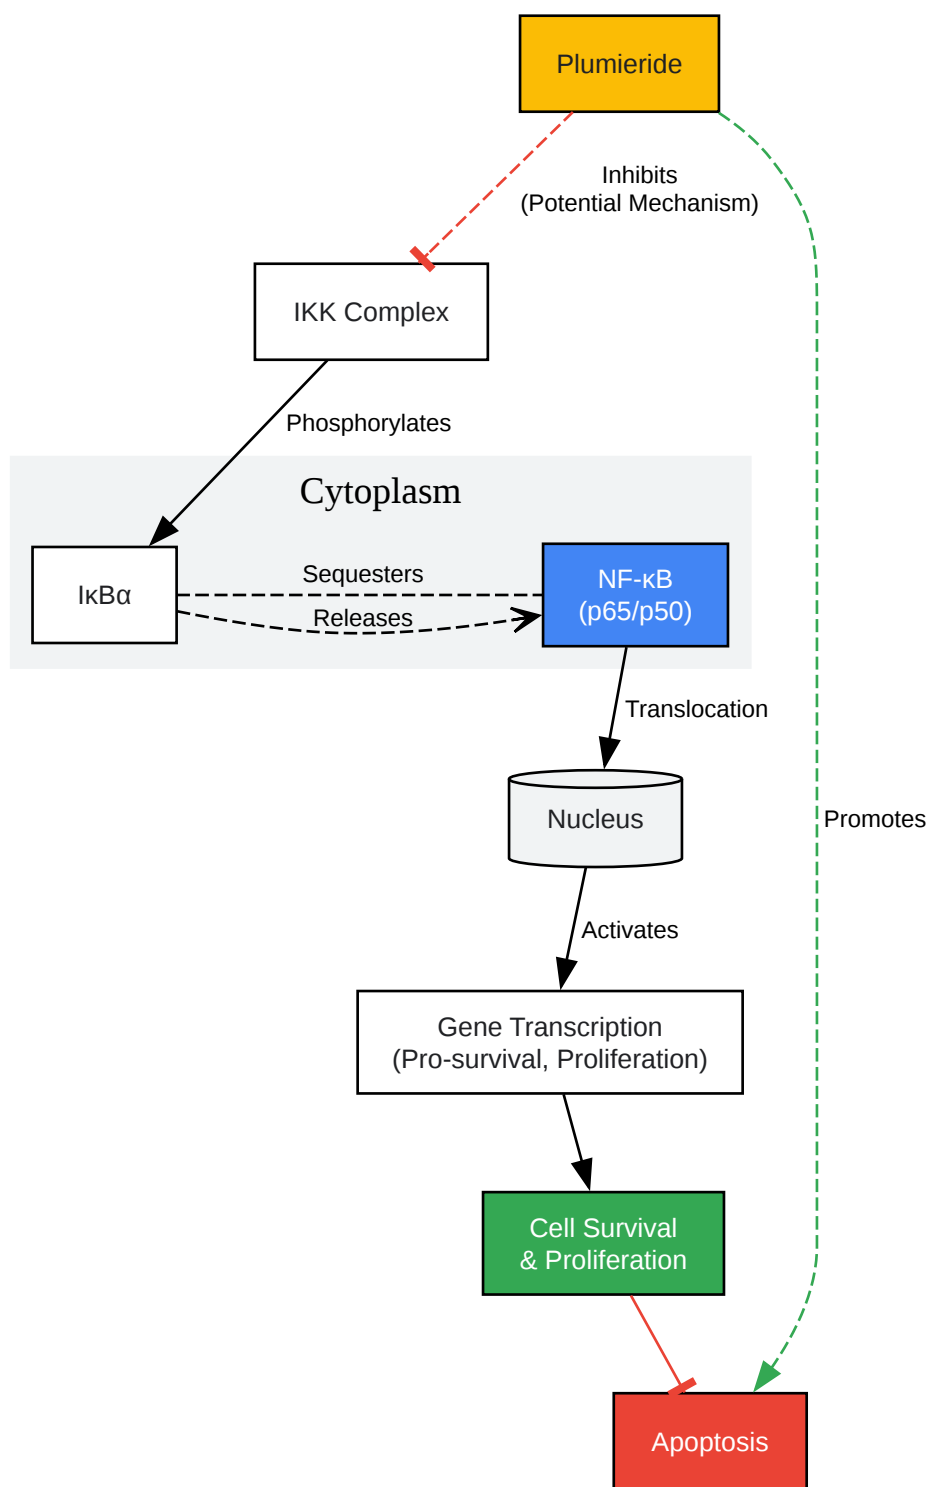 Plumieride
Inhibits
(Potential Mechanism)
IKK Complex
Phosphorylates
Cytoplasm
IκBα
Sequesters
Releases
NF-κB
(p65/p50)
Translocation
Nucleus
Promotes
Activates
Gene Transcription
(Pro-survival, Proliferation)
Cell Survival
& Proliferation
Apoptosis